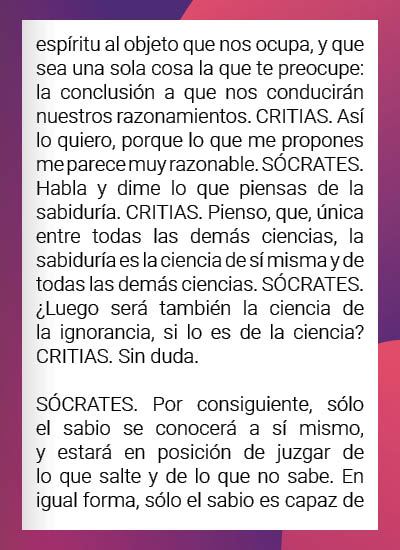 espíritu al objeto que nos ocupa, y que
sea una sola cosa la que te preocupe:
la conclusión a que nos conducirán
nuestros razonamientos. CRITIAS. Así
lo quiero, porque lo que me propones
me parece muy razonable. SÓCRATES.
Habla y dime lo que piensas de la
sabiduría. CRITIAS. Pienso, que, única
entre todas las demás ciencias, la
sabiduría es la ciencia de sí misma y de
todas las demás ciencias. SÓCRATES.
¿Luego será también la ciencia de
la ignorancia, si lo es de la ciencia?
CRITIAS. Sin duda.

SÓCRATES. Por consiguiente, sólo
el sabio se conocerá a sí mismo,
y estará en posición de juzgar de
lo que salte y de lo que no sabe. En
igual forma, sólo el sabio es capaz de